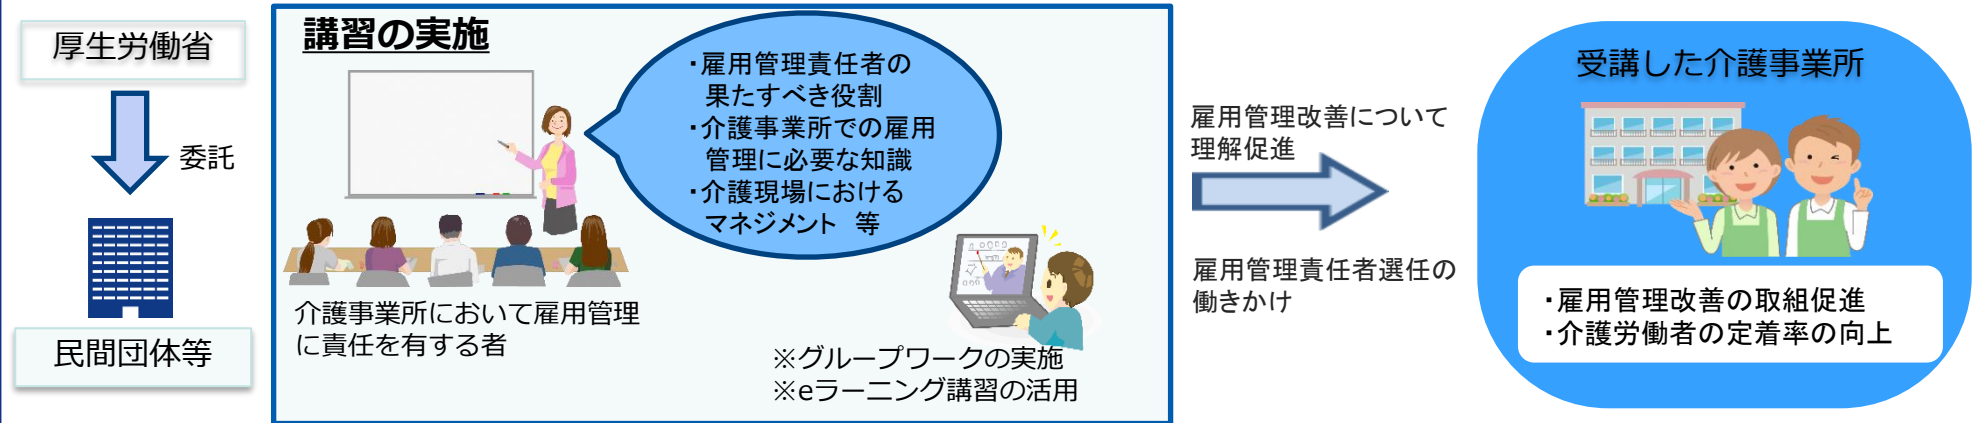 厚生労働省
委託
民間団体等
講習の実施
・雇用管理責任者の
果たすべき役割
・介護事業所での雇用
管理に必要な知識
・介護現場における
マネジメント 等
介護事業所において雇用管理
に責任を有する者
※グループワークの実施
※eラーニング講習の活用
雇用管理改善について
理解促進
雇用管理責任者選任の
働きかけ
受講した介護事業所
・雇用管理改善の取組促進
・介護労働者の定着率の向上